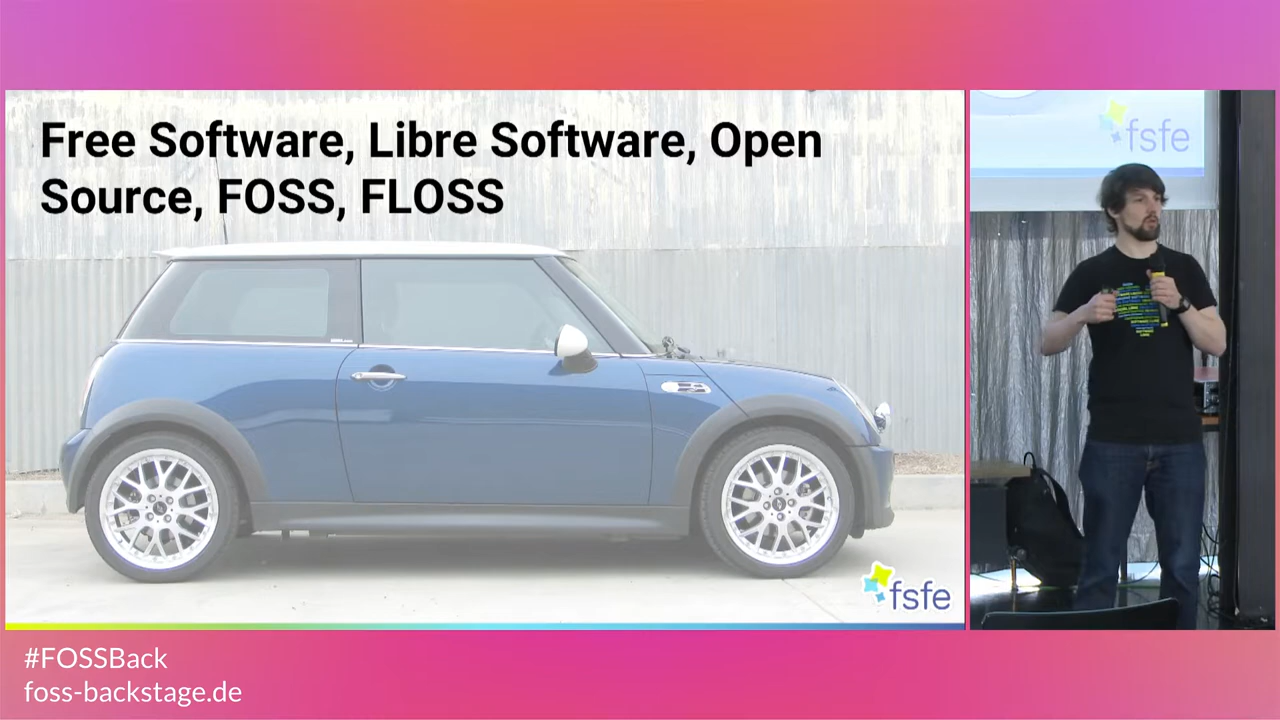 Free Software, Libre Software, Open
Source, FOSS, FLOSS
fsfe
fsfe
#FOSSBack
foss-backstage.de